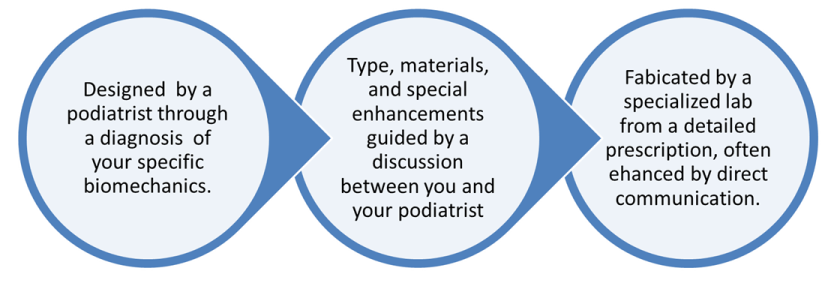 Designed by a
podiatrist through
a diagnosis of
your specific
biomechanics.
Type, materials,
and special
enhancements
guided by a
discussion
between you and
your podiatrist
Fabicated by a
specialized lab
from a detailed
prescription, often
ehanced by direct
communication.